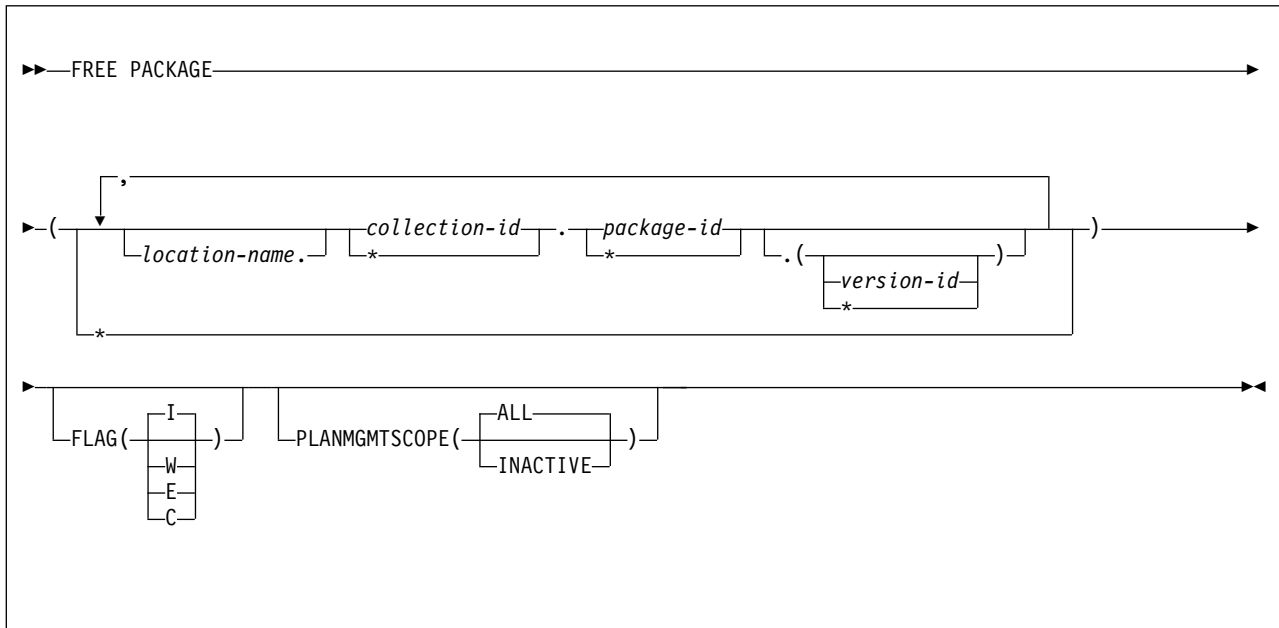 FREE PACKAGE
,
( collection-id . package-id )
location-name. * * .( )
version-id
*
*
I ALL
FLAG( ) PLANMGMTSCOPE( )
W INACTIVE
E
C